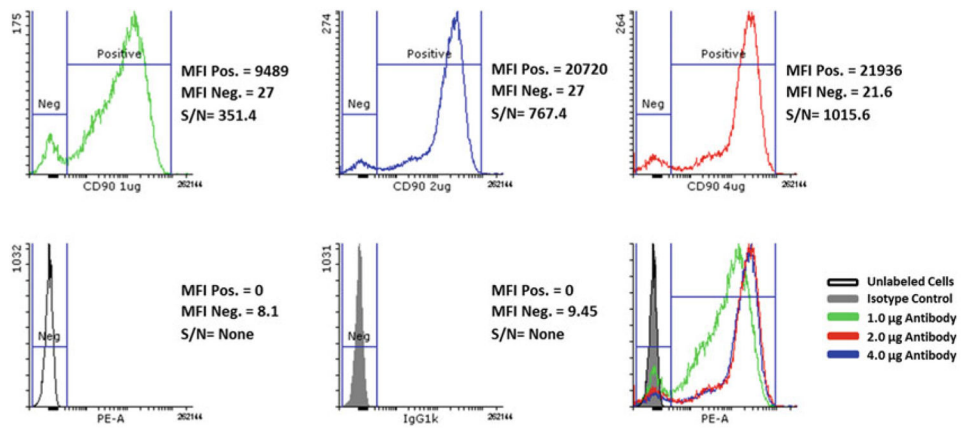 175
Positive
Neg
CD90 1ug
262144
MFI Pos. = 9489
MFI Neg. = 27
S/N= 351.4
274
Positive
Neg
CD90 2ug
262144
MFI Pos. = 20720
MFI Neg. = 27
S/N= 767.4
264
Positive
Neg
CD90 4ug
262144
MFI Pos. = 21936
MFI Neg. = 21.6
S/N= 1015.6
1032
Neg
PE-A
262144
MFI Pos. = 0
MFI Neg. = 8.1
S/N= None
1031
Neg
IgG1k
262144
MFI Pos. = 0
MFI Neg. = 9.45
S/N= None
PE-A
262144
Unlabeled Cells
Isotype Control
1.0 µg Antibody
2.0 µg Antibody
4.0 µg Antibody